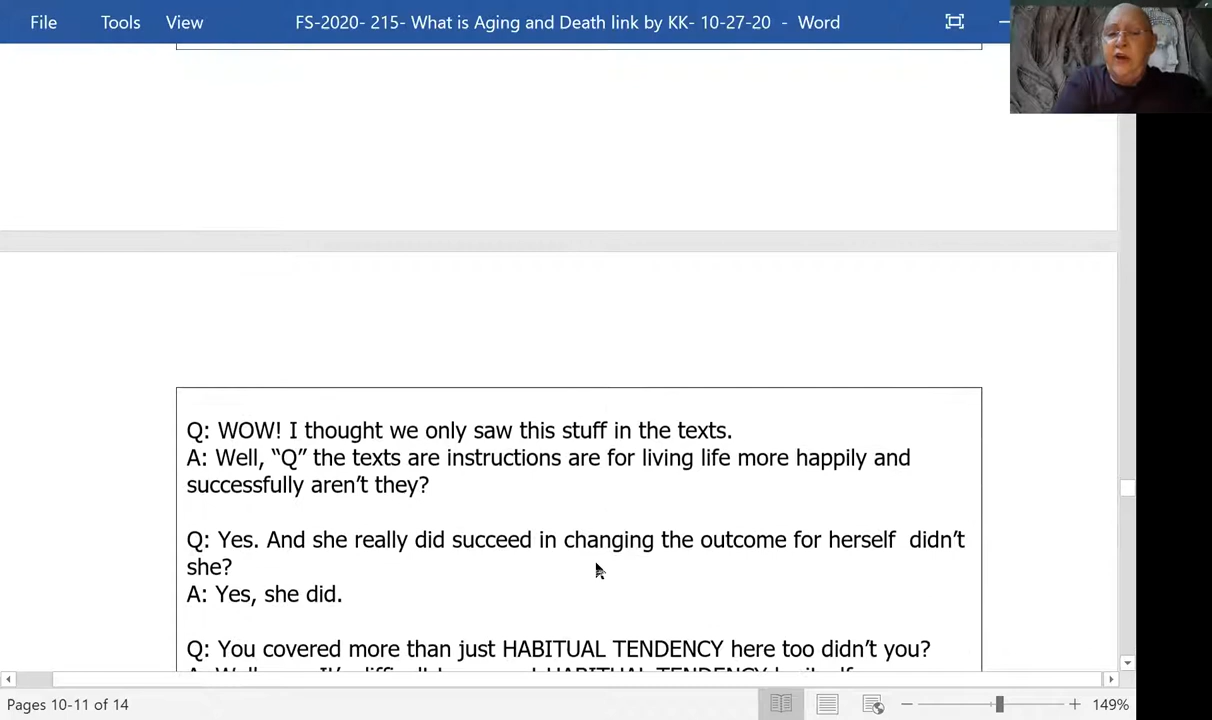 File Tools View FS-2020- 215- What is Aging and Death link by KK- 10-27-20 - Word
Q: WOW! I thought we only saw this stuff in the texts.
A: Well, “Q” the texts are instructions are for living life more happily and
successfully aren’t they?
Q: Yes. And she really did succeed in changing the outcome for herself didn’t
she?
A: Yes, she did.
Q: You covered more than just HABITUAL TENDENCY here too didn’t you?
HABITUAL TENDENCY
Pages 10-11 of 14 149%